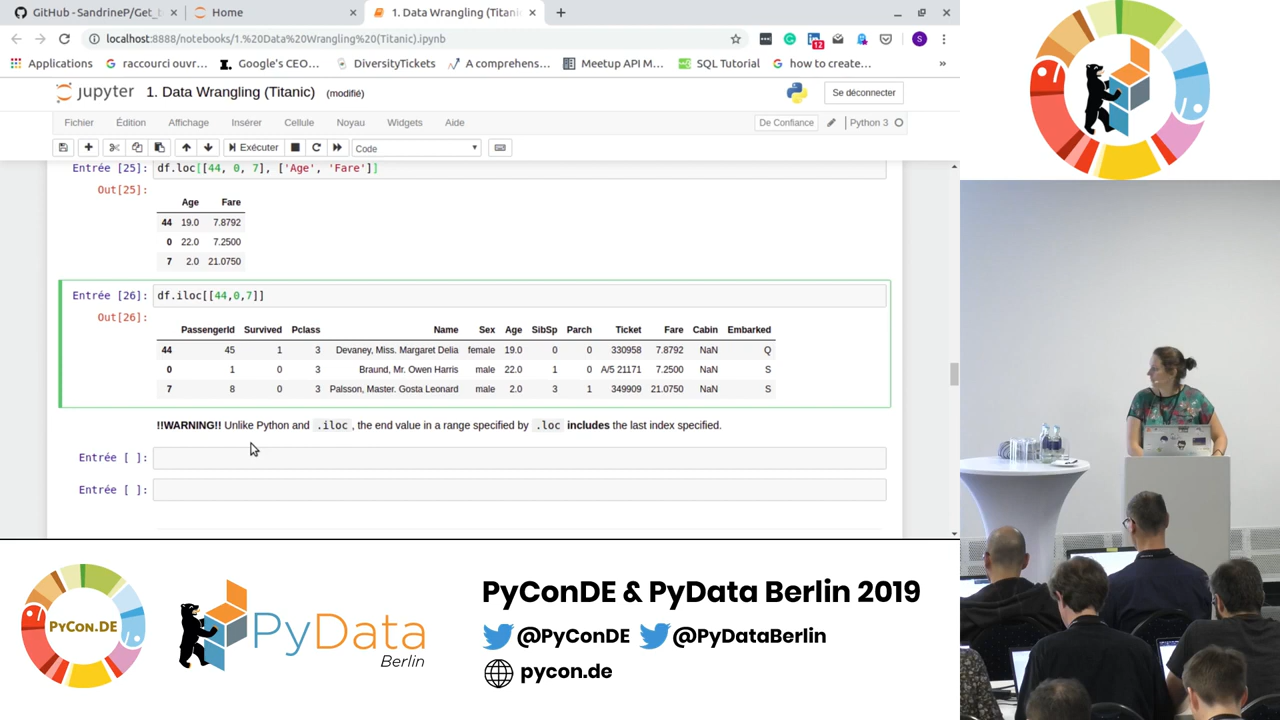 GitHub - SandrineP/Get_
Home
1. Data Wrangling (Titanic
localhost:8888/notebooks/1.%20Data%20Wrangling%20(Titanic).ipynb
12
S
Applications
raccourci ouvr...
Google's CEO...
DiversityTickets
A comprehens...
Meetup API M...
SQL Tutorial
how to create...
»
jupyter 1. Data Wrangling (Titanic) (modifié)
Se déconnecter
Fichier Édition Affichage Insérer Cellule Noyau Widgets Aide
De Confiance
Python 3
Exécuter
Code
Entrée [25]: df.loc[[44, 0, 7], ['Age', 'Fare']]
Out[25]:
Age Fare
44 19.0 7.8792
0 22.0 7.2500
7 2.0 21.0750
Entrée [26]: df.iloc[[44,0,7]]
Out[26]:
PassengerId Survived Pclass Name Sex Age SibSp Parch Ticket Fare Cabin Embarked
44 45 1 3 Devaney, Miss. Margaret Delia female 19.0 0 0 330958 7.8792 NaN Q
0 1 0 3 Braund, Mr. Owen Harris male 22.0 1 0 A/5 21171 7.2500 NaN S
7 8 0 3 Palsson, Master. Gosta Leonard male 2.0 3 1 349909 21.0750 NaN S
!!WARNING!! Unlike Python and .iloc , the end value in a range specified by .loc includes the last index specified.
Entrée [ ]:
Entrée [ ]:
PyCon.DE
PyData
Berlin
PyConDE & PyData Berlin 2019
@PyConDE @PyDataBerlin
pycon.de